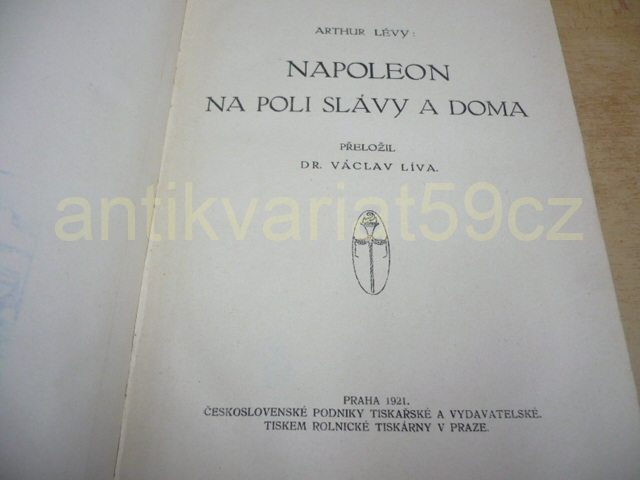 ARTHUR LÉVY:
NAPOLEON
NA POLI SLÁVY A DOMA
PŘELOŽIL
DR. VÁCLAV LÍVA.
antikvariat59cz
PRAHA 1921.
ČESKOSLOVENSKÉ PODNIKY TISKAŘSKÉ A VYDAVATELSKÉ.
TISKEM ROLNICKÉ TISKÁRNY V PRAZE.